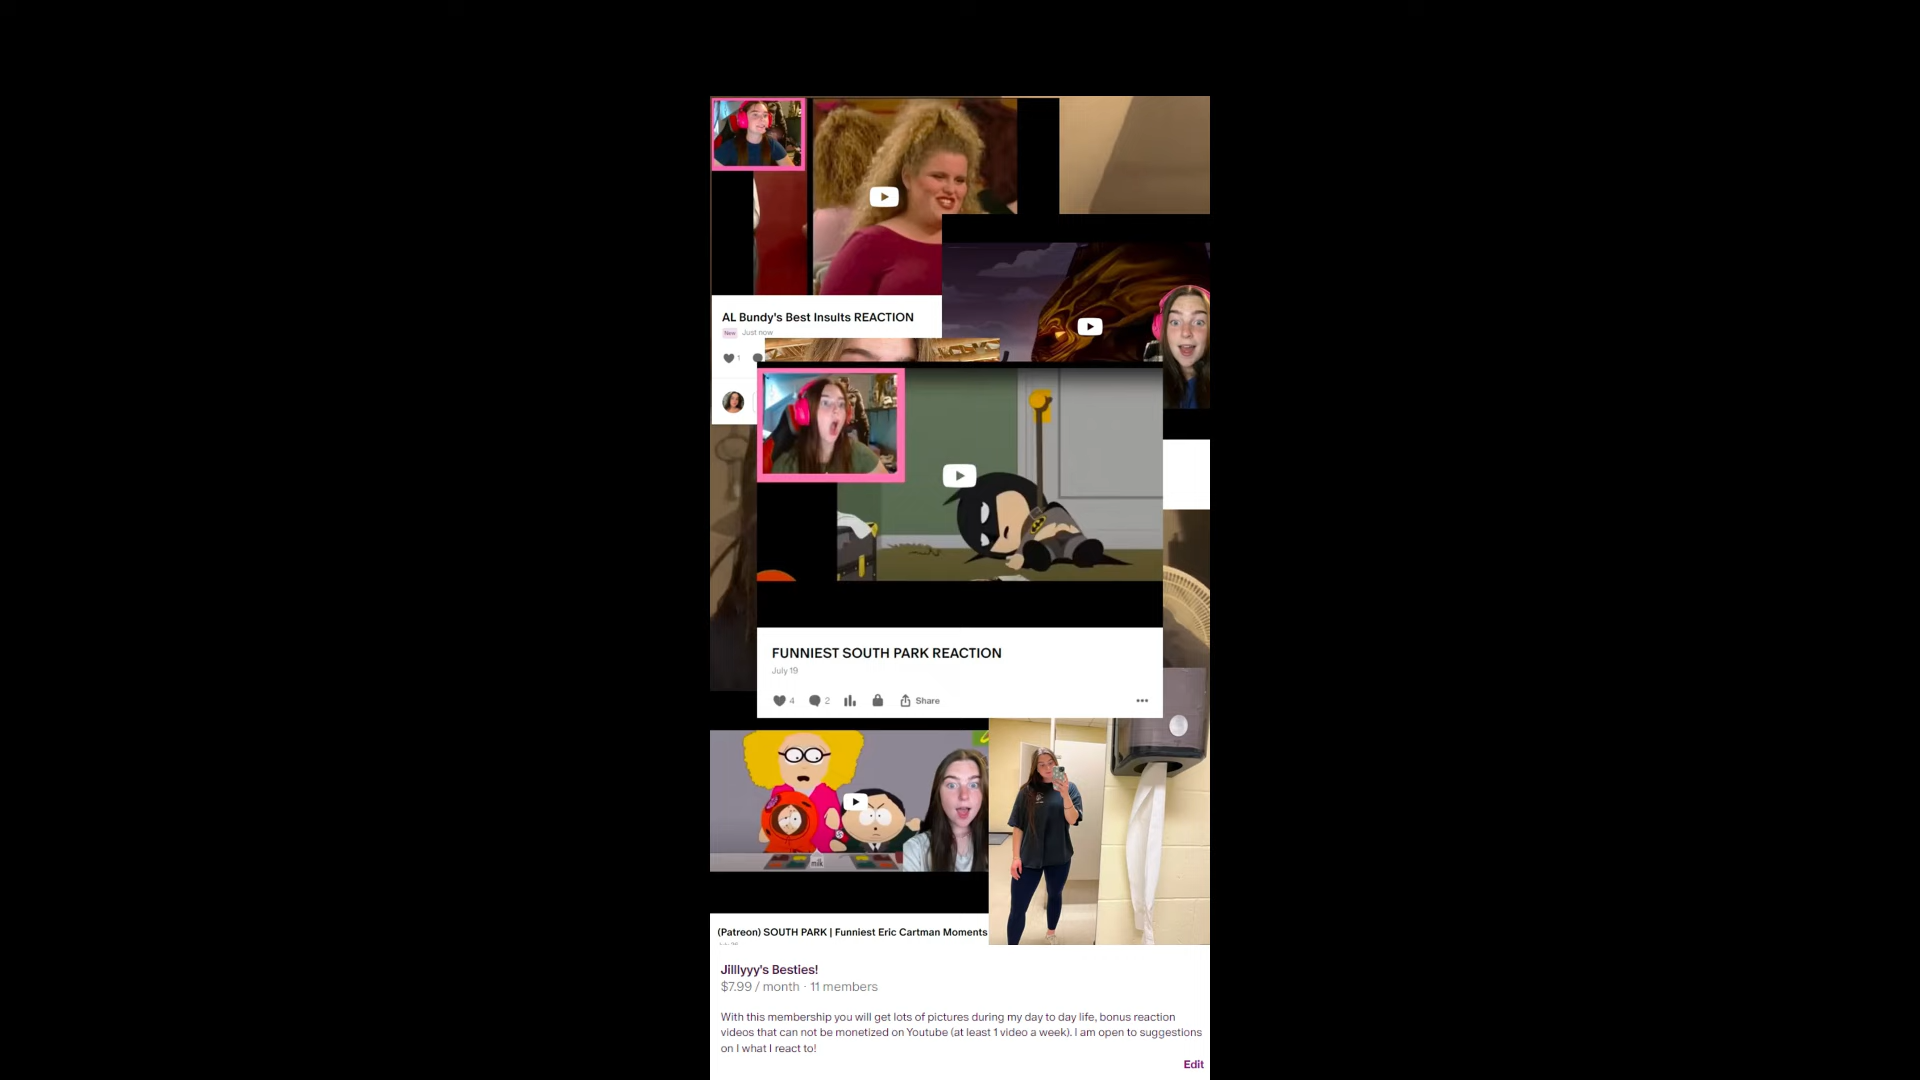 AL Bundy's Best Insults REACTION
New Just now
1
FUNNIEST SOUTH PARK REACTION
July 19
4 2 Share
milk
(Patreon) SOUTH PARK | Funniest Eric Cartman Moments
Jilllyyy's Besties!
$7.99 / month · 11 members
With this membership you will get lots of pictures during my day to day life, bonus reaction
videos that can not be monetized on Youtube (at least 1 video a week). I am open to suggestions
on I what I react to!
Edit